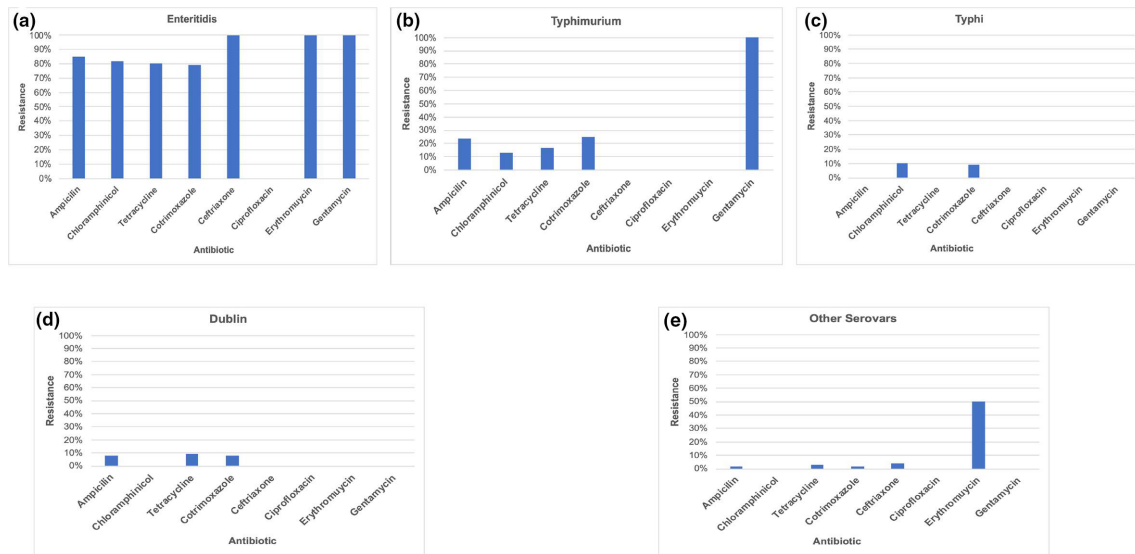 (a)
Enteritidis
100%
90%
80%
70%
60%
50%
40%
30%
20%
10%
0%
Resistance
Ampicilin
Chloramphinicol
Tetracycline
Cotrimoxazole
Ceftriaxone
Ciprofloxacin
Erythromuycin
Gentamycin
Antibiotic
(b)
Typhimurium
100%
90%
80%
70%
60%
50%
40%
30%
20%
10%
0%
Resistance
Ampicilin
Chloramphinicol
Tetracycline
Cotrimoxazole
Ceftriaxone
Ciprofloxacin
Erythromuycin
Gentamycin
Antibiotic
(c)
Typhi
100%
90%
80%
70%
60%
50%
40%
30%
20%
10%
0%
Resistance
Ampicilin
Chloramphinicol
Tetracycline
Cotrimoxazole
Ceftriaxone
Ciprofloxacin
Erythromuycin
Gentamycin
Antibiotic
(d)
Dublin
100%
90%
80%
70%
60%
50%
40%
30%
20%
10%
0%
Resistance
Ampicilin
Chloramphinicol
Tetracycline
Cotrimoxazole
Ceftriaxone
Ciprofloxacin
Erythromuycin
Gentamycin
Antibiotic
(e)
Other Serovars
100%
90%
80%
70%
60%
50%
40%
30%
20%
10%
0%
Resistance
Ampicilin
Chloramphinicol
Tetracycline
Cotrimoxazole
Ceftriaxone
Ciprofloxacin
Erythromuycin
Gentamycin
Antibiotic